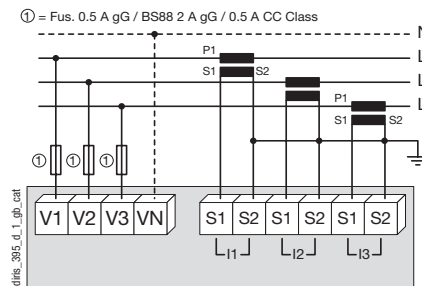 ① = Fus. 0.5 A gG / BS88 2 A gG / 0.5 A CC Class
N
P1
L
S1 S2
L
P1
L
S1 S2
① ① ①
V1 V2 V3 VN S1 S2 S1 S2 S1 S2
I1 I2 I3
diris_395_d_1_gb_cat